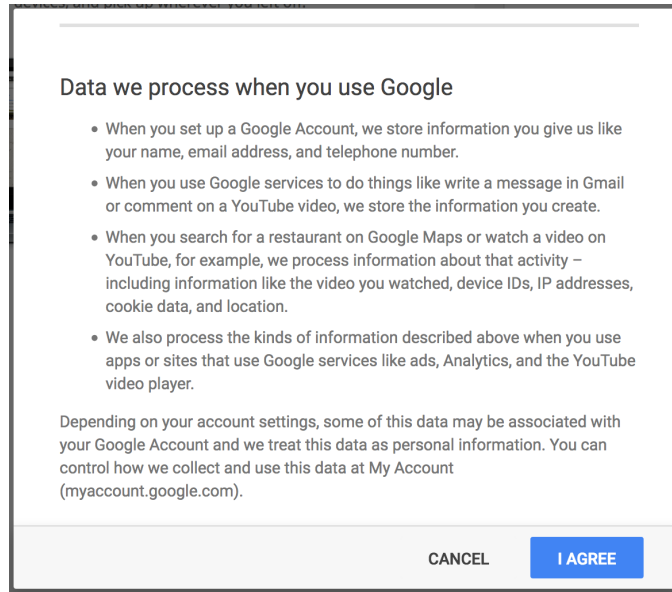 devices, and pick up wherever you left off.
Data we process when you use Google
• When you set up a Google Account, we store information you give us like
your name, email address, and telephone number.
• When you use Google services to do things like write a message in Gmail
or comment on a YouTube video, we store the information you create.
• When you search for a restaurant on Google Maps or watch a video on
YouTube, for example, we process information about that activity –
including information like the video you watched, device IDs, IP addresses,
cookie data, and location.
• We also process the kinds of information described above when you use
apps or sites that use Google services like ads, Analytics, and the YouTube
video player.
Depending on your account settings, some of this data may be associated with
your Google Account and we treat this data as personal information. You can
control how we collect and use this data at My Account
(myaccount.google.com).
CANCEL
I AGREE